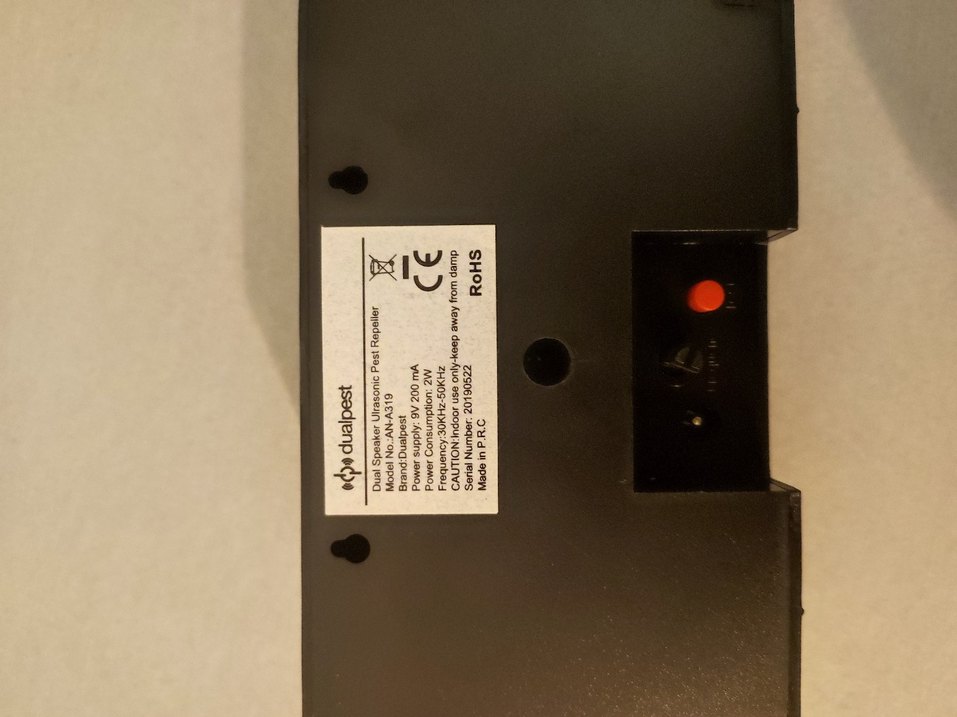 dualpest
Dual Speaker Ulrasonic Pest Repeller
Model No.:AN-A319
Brand:Dualpest
Power supply: 9V 200 mA
Power Consumption: 2W
Frequency:30KHz-50KHz
CAUTION:Indoor use only-keep away from damp
Serial Number: 20190522
Made in P.R.C
CE
RoHS